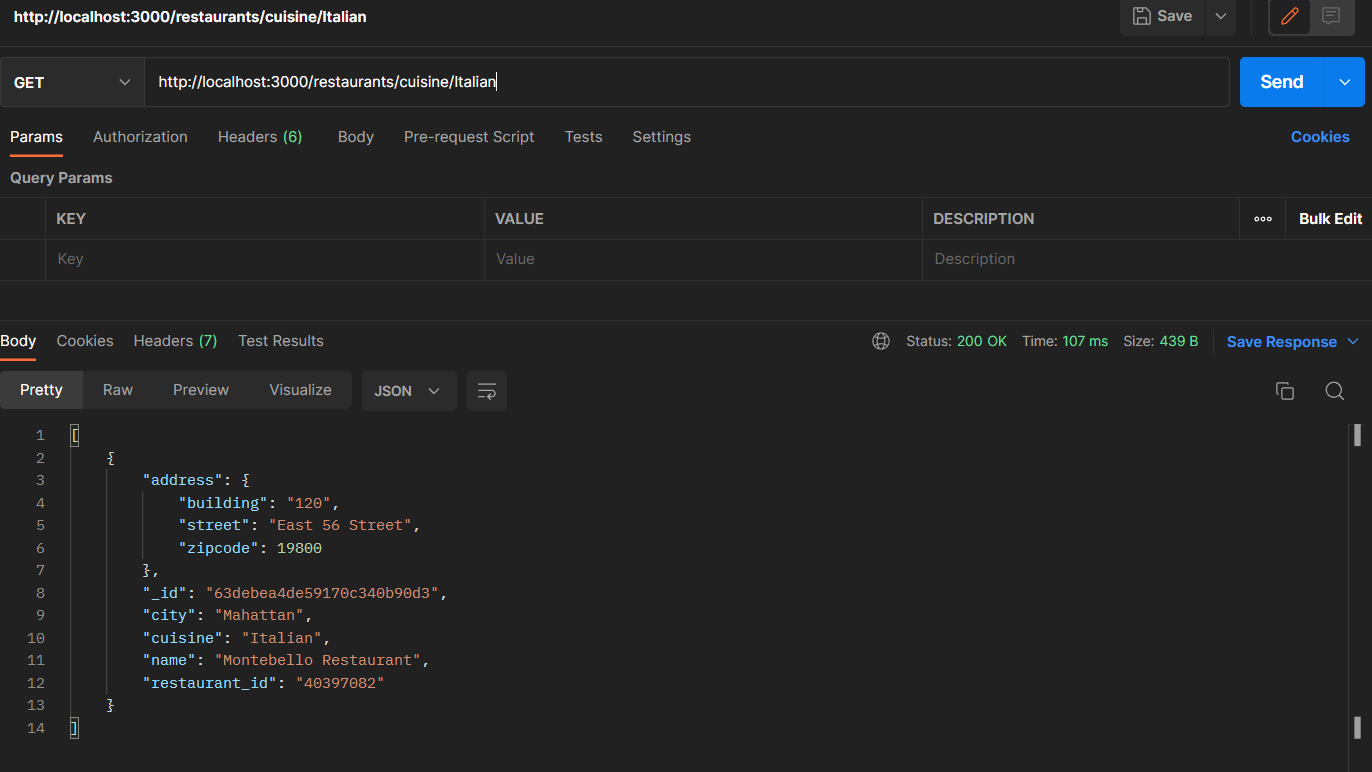 http://localhost:3000/restaurants/cuisine/Italian
Save
GET
http://localhost:3000/restaurants/cuisine/Italian
Send
Params Authorization Headers (6) Body Pre-request Script Tests Settings Cookies
Query Params
KEY VALUE DESCRIPTION ooo Bulk Edit
Key Value Description
Body Cookies Headers (7) Test Results Status: 200 OK Time: 107 ms Size: 439 B Save Response
Pretty Raw Preview Visualize JSON
1 [
2 {
3 "address": {
4 "building": "120",
5 "street": "East 56 Street",
6 "zipcode": 19800
7 },
8 "_id": "63debea4de59170c340b90d3",
9 "city": "Mahattan",
10 "cuisine": "Italian",
11 "name": "Montebello Restaurant",
12 "restaurant_id": "40397082"
13 }
14 ]